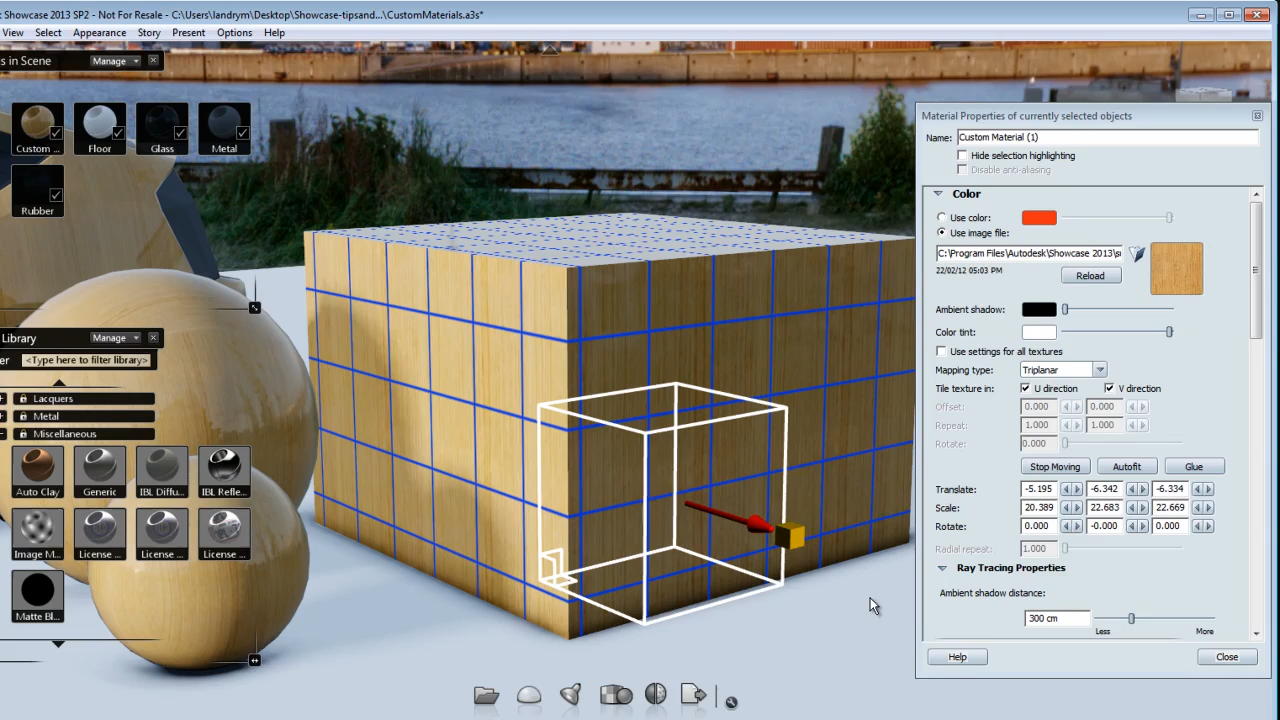 : Showcase 2013 SP2 - Not For Resale - C:\Users\landrym\Desktop\Showcase-tipsand...\CustomMaterials.a3s*
View Select Appearance Story Present Options Help
s in Scene Manage
Custom ... Floor Glass Metal
Rubber
Library Manage
er <Type here to filter library>
Lacquers
Metal
Miscellaneous
Auto Clay Generic IBL Diffu... IBL Refle...
Image M... License ... License ... License ...
Matte Bl...
Material Properties of currently selected objects
Name: Custom Material (1)
Hide selection highlighting
Disable anti-aliasing
Color
Use color:
Use image file:
C:\Program Files\Autodesk\Showcase 2013\s
22/02/12 05:03 PM
Reload
Ambient shadow:
Color tint:
Use settings for all textures
Mapping type: Triplanar
Tile texture in: U direction V direction
Offset: 0.000 0.000
Repeat: 1.000 1.000
Rotate: 0.000
Stop Moving Autofit Glue
Translate: -5.195 -6.342 -6.334
Scale: 20.389 22.683 22.669
Rotate: 0.000 -0.000 0.000
Radial repeat: 1.000
Ray Tracing Properties
Ambient shadow distance:
300 cm
Less More
Help Close